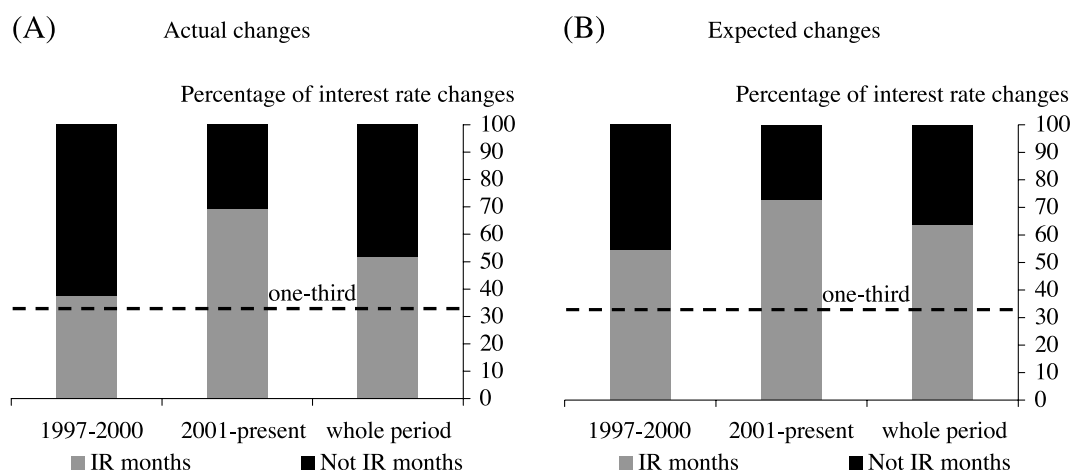 (A) Actual changes
Percentage of interest rate changes
100
90
80
70
60
50
40
30
20
10
0
one-third
1997-2000 2001-present whole period
IR months Not IR months
(B) Expected changes
Percentage of interest rate changes
100
90
80
70
60
50
40
30
20
10
0
one-third
1997-2000 2001-present whole period
IR months Not IR months